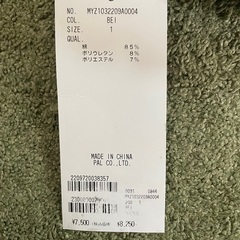 NO. MYZ1032209A0004
COL. BEI
SIZE. 1
QUAL.
綿 85%
ポリウレタン 8%
ポリエステル 7%
MADE IN CHINA
PAL CO.,LTD.
2209720038357
MYZ1032209A0004
¥7,500 ¥8,250